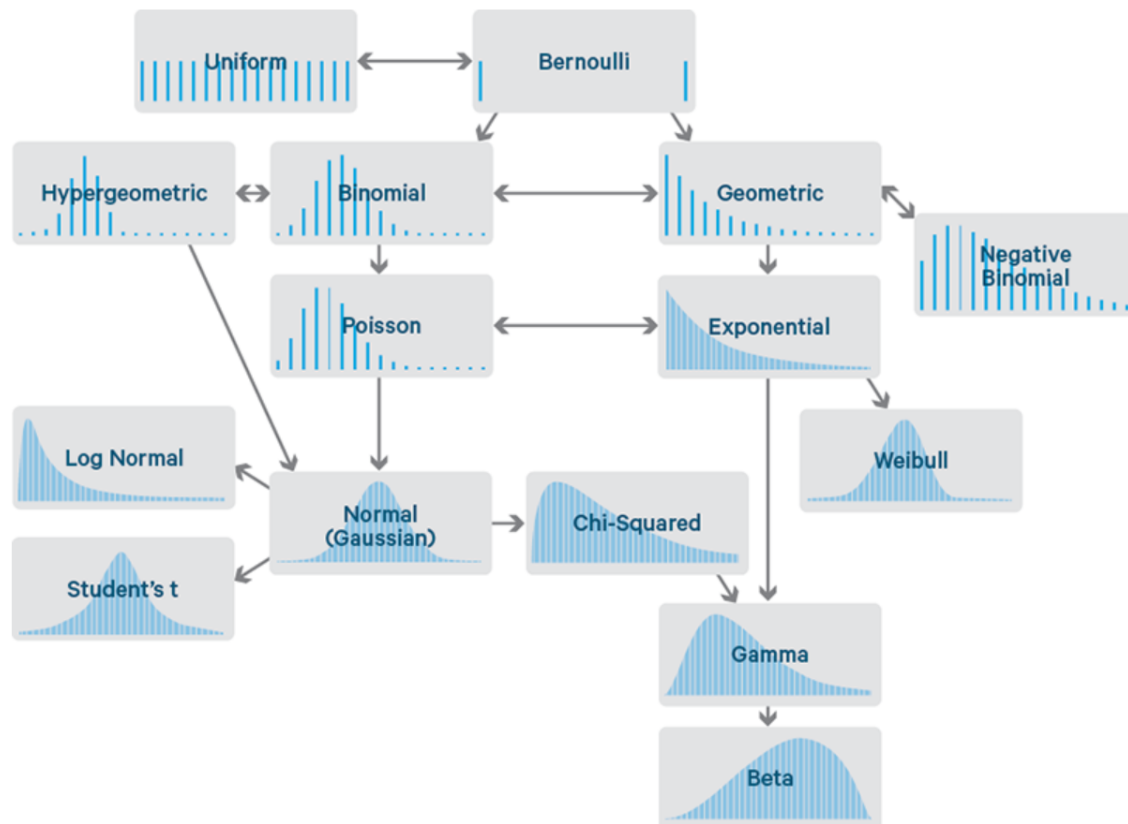 Uniform
Bernoulli
Hypergeometric
Binomial
Geometric
Negative
Binomial
Poisson
Exponential
Log Normal
Weibull
Normal
(Gaussian)
Chi-Squared
Student's t
Gamma
Beta